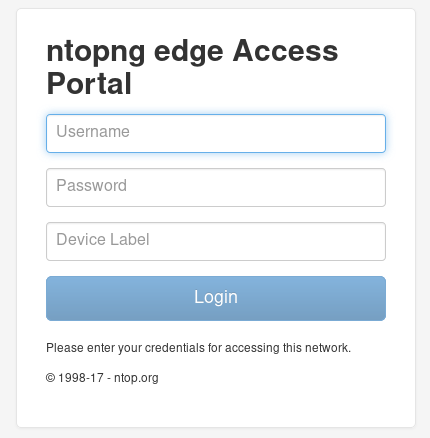 ntopng edge Access
Portal
Username
Password
Device Label
Login
Please enter your credentials for accessing this network.
© 1998-17 - ntop.org